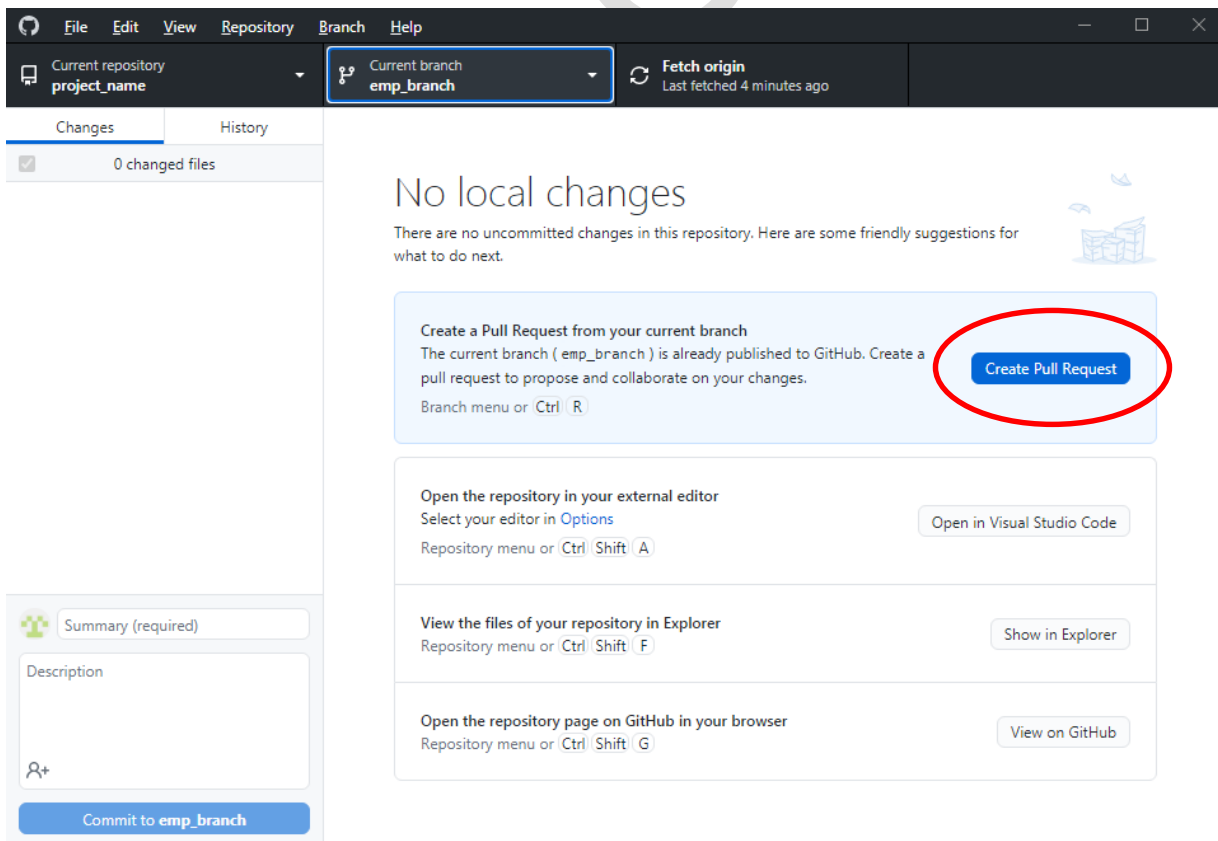 File Edit View Repository Branch Help
Current repository
project_name
Current branch
emp_branch
Fetch origin
Last fetched 4 minutes ago
Changes History
0 changed files
No local changes
There are no uncommitted changes in this repository. Here are some friendly suggestions for
what to do next.
Create a Pull Request from your current branch
The current branch ( emp_branch ) is already published to GitHub. Create a
pull request to propose and collaborate on your changes.
Branch menu or Ctrl R
Create Pull Request
Open the repository in your external editor
Select your editor in Options
Repository menu or Ctrl Shift A
Open in Visual Studio Code
View the files of your repository in Explorer
Repository menu or Ctrl Shift F
Show in Explorer
Open the repository page on GitHub in your browser
Repository menu or Ctrl Shift G
View on GitHub
Summary (required)
Description
Commit to emp_branch